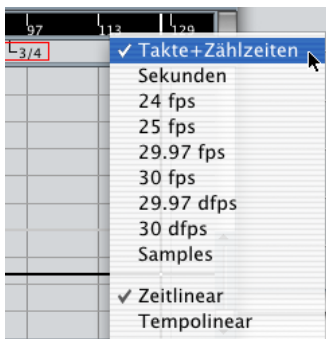 97 113 129
3/4
Takte+Zählzeiten
Sekunden
24 fps
25 fps
29.97 fps
30 fps
29.97 dfps
30 dfps
Samples
Zeitlinear
Tempolinear